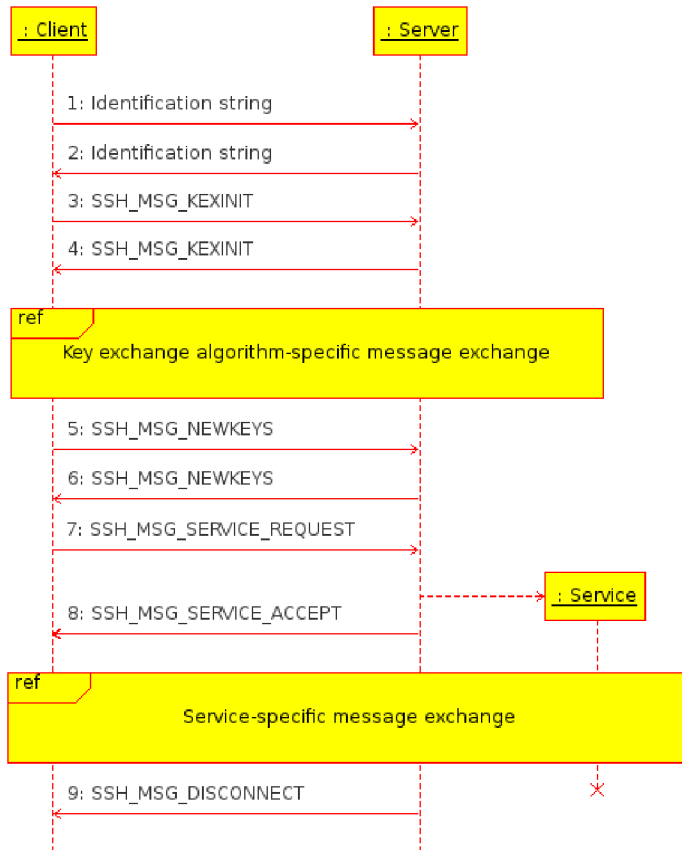 : Client
: Server
1: Identification string
2: Identification string
3: SSH_MSG_KEXINIT
4: SSH_MSG_KEXINIT
ref
Key exchange algorithm-specific message exchange
5: SSH_MSG_NEWKEYS
6: SSH_MSG_NEWKEYS
7: SSH_MSG_SERVICE_REQUEST
: Service
8: SSH_MSG_SERVICE_ACCEPT
ref
Service-specific message exchange
9: SSH_MSG_DISCONNECT